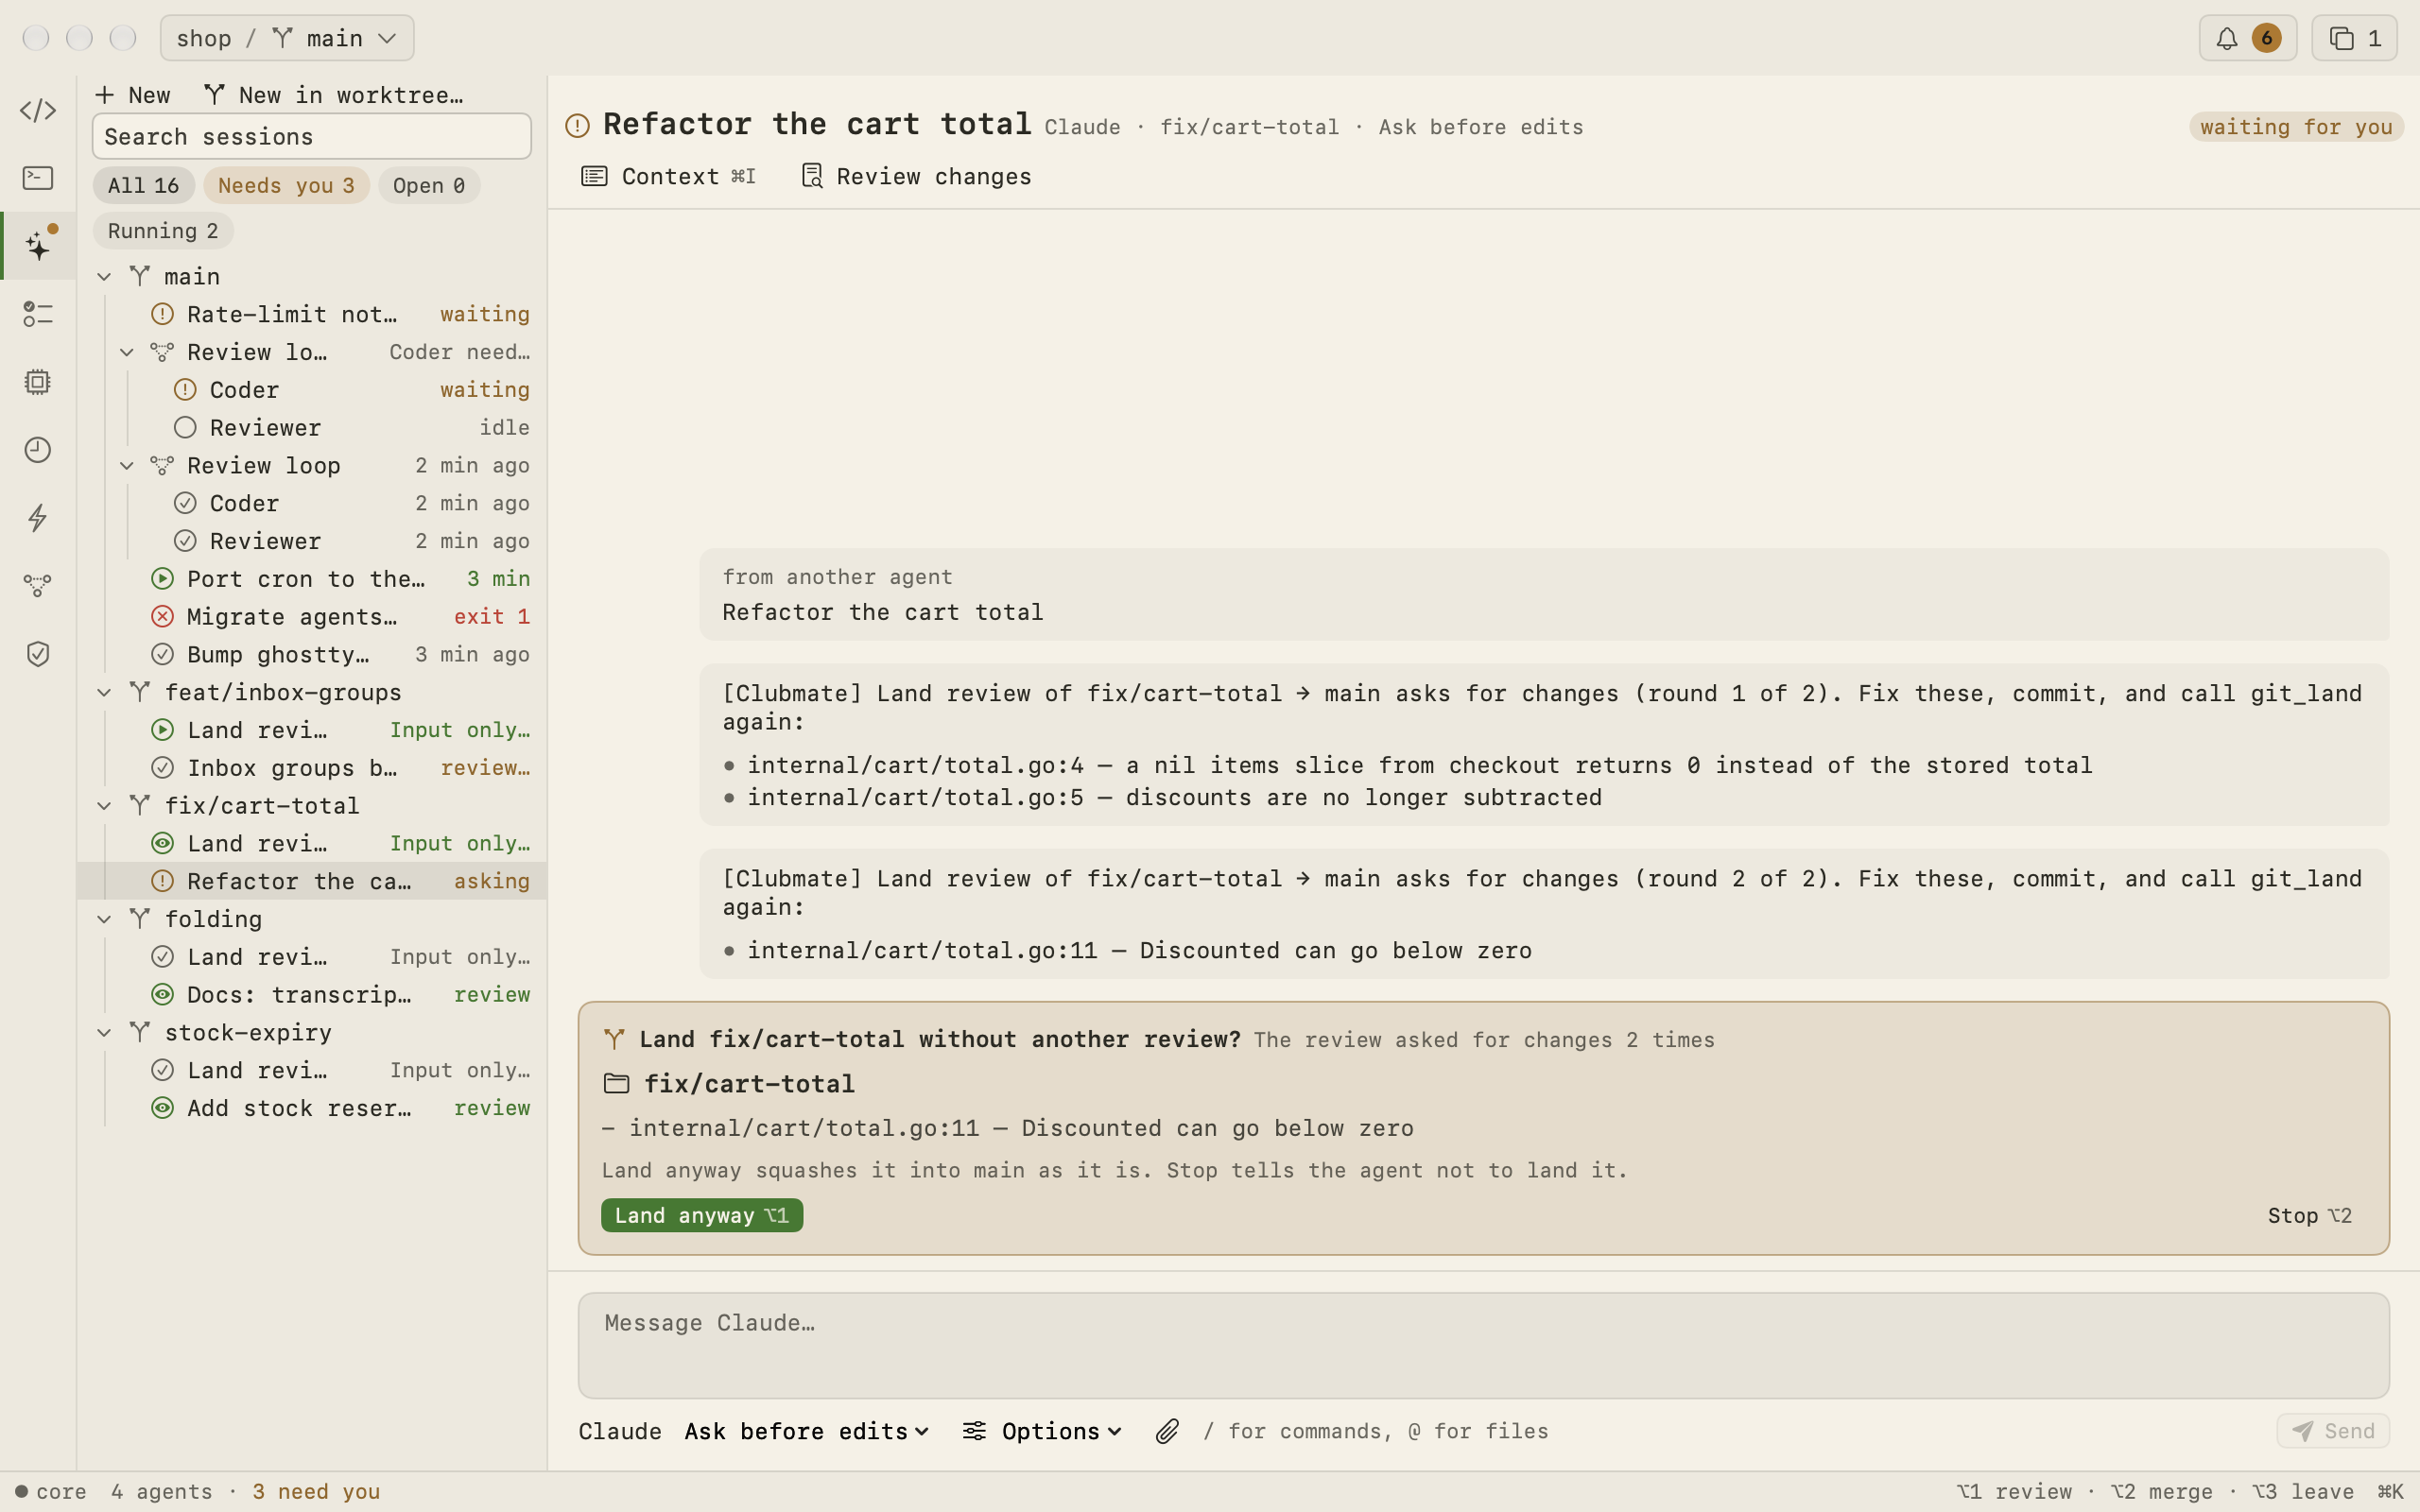 shop / main
6
1
+ New New in worktree…
Search sessions
All 16 Needs you 3 Open 0
Running 2
main
Rate-limit not… waiting
Review lo… Coder need…
Coder waiting
Reviewer idle
Review loop 2 min ago
Coder 2 min ago
Reviewer 2 min ago
Port cron to the… 3 min
Migrate agents… exit 1
Bump ghostty… 3 min ago
feat/inbox-groups
Land revi… Input only…
Inbox groups b… review…
fix/cart-total
Land revi… Input only…
Refactor the ca… asking
folding
Land revi… Input only…
Docs: transcrip… review
stock-expiry
Land revi… Input only…
Add stock reser… review
Refactor the cart total Claude · fix/cart-total · Ask before edits
waiting for you
Context ⌘I Review changes
from another agent
Refactor the cart total
[Clubmate] Land review of fix/cart-total → main asks for changes (round 1 of 2). Fix these, commit, and call git_land
again:
• internal/cart/total.go:4 — a nil items slice from checkout returns 0 instead of the stored total
• internal/cart/total.go:5 — discounts are no longer subtracted
[Clubmate] Land review of fix/cart-total → main asks for changes (round 2 of 2). Fix these, commit, and call git_land
again:
• internal/cart/total.go:11 — Discounted can go below zero
Land fix/cart-total without another review? The review asked for changes 2 times
fix/cart-total
- internal/cart/total.go:11 — Discounted can go below zero
Land anyway squashes it into main as it is. Stop tells the agent not to land it.
Land anyway ⌥1
Stop ⌥2
Message Claude…
Claude Ask before edits Options / for commands, @ for files
Send
core 4 agents · 3 need you
⌥1 review · ⌥2 merge · ⌥3 leave ⌘K